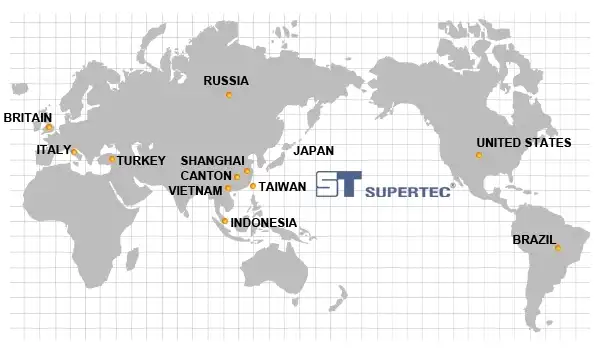 RUSSIA
BRITAIN
UNITED STATES
ITALY
JAPAN
TURKEY
SHANGHAI
CANTON
VIETNAM
TAIWAN
ST SUPERTEC®
INDONESIA
BRAZIL